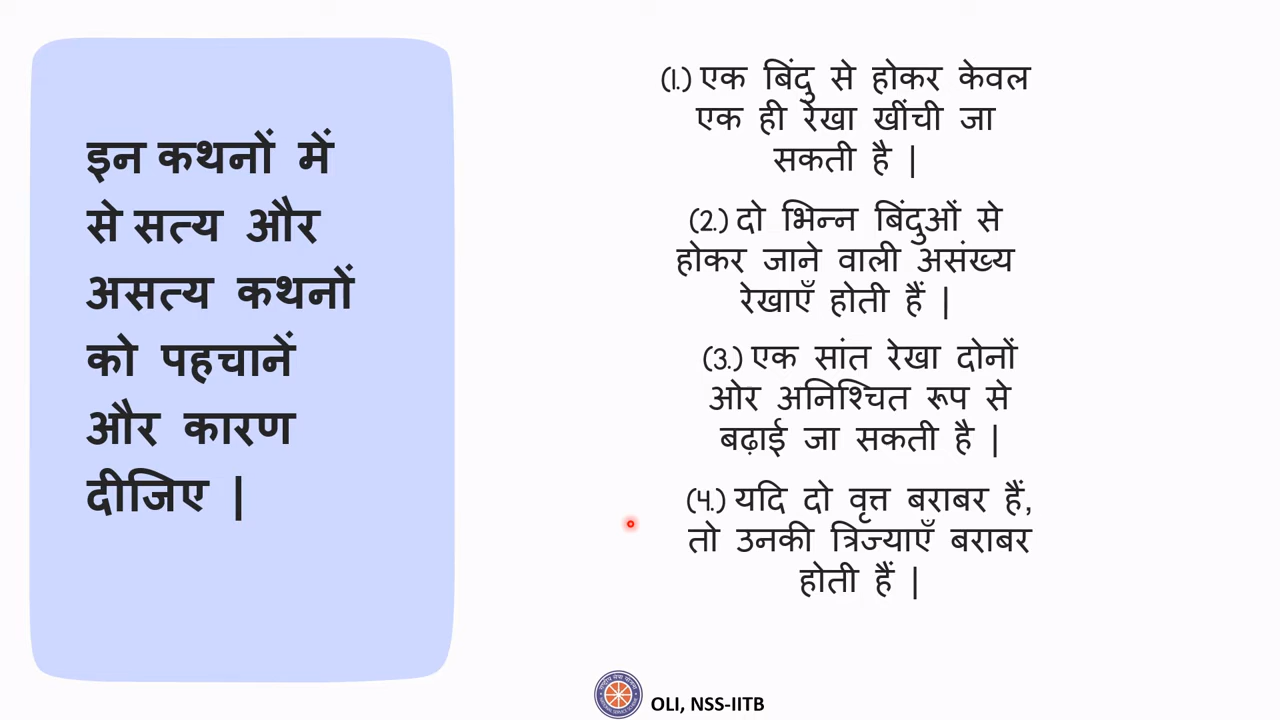 इन कथनों में
से सत्य और
असत्य कथनों
को पहचानें
और कारण
दीजिए |
(1.) एक बिंदु से होकर केवल
एक ही रेखा खींची जा
सकती है |
(2.) दो भिन्न बिंदुओं से
होकर जाने वाली असंख्य
रेखाएँ होती हैं |
(3.) एक सांत रेखा दोनों
ओर अनिश्चित रूप से
बढ़ाई जा सकती है |
(4.) यदि दो वृत्त बराबर हैं,
तो उनकी त्रिज्याएँ बराबर
होती हैं |
OLI, NSS-IITB